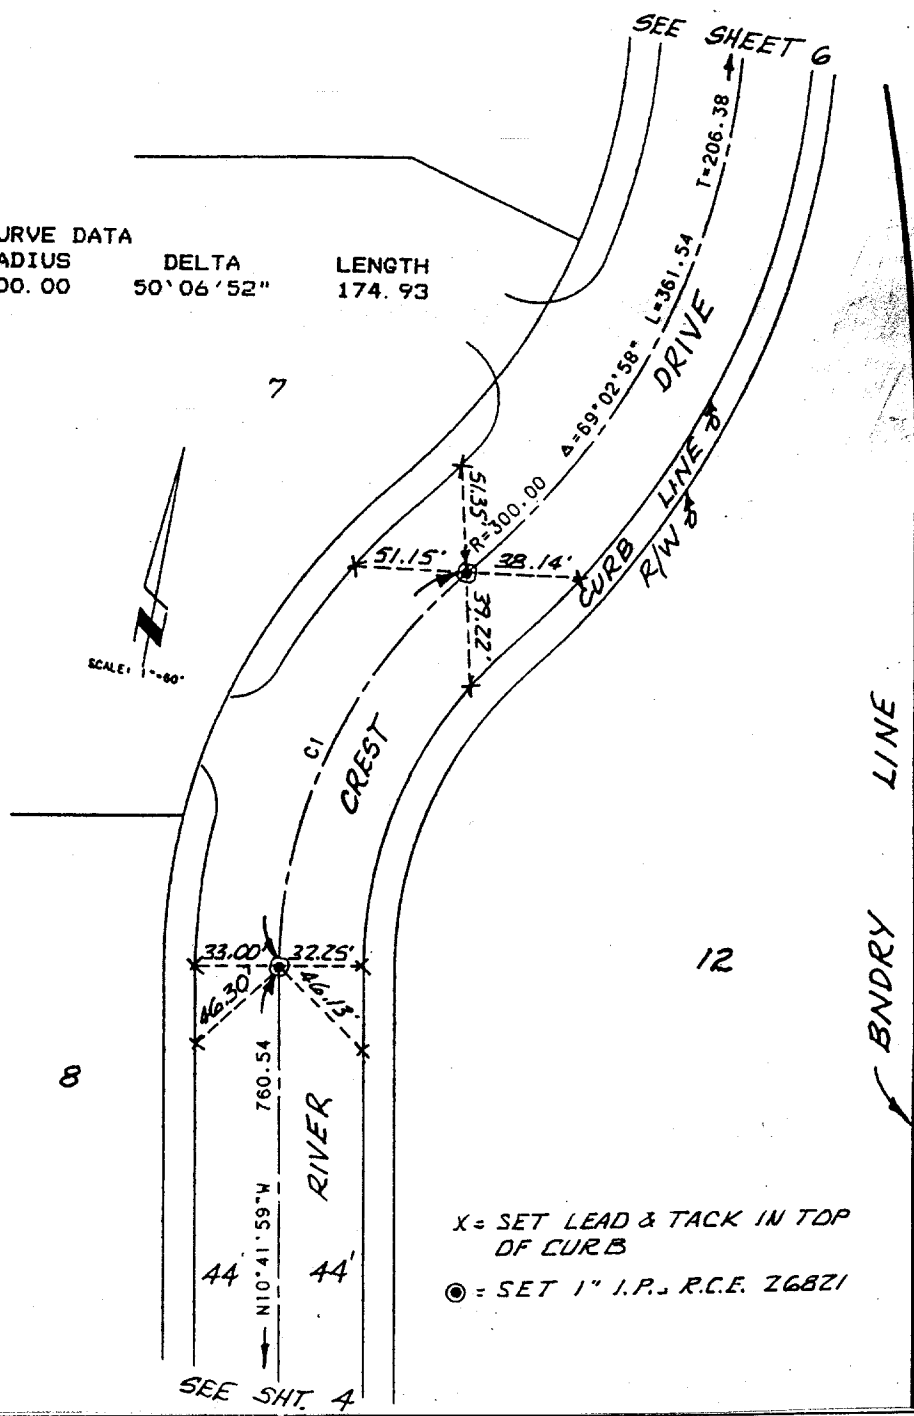 SEE SHEET 6
T=206.38
L=361.54
Δ=69°02'58"
R=300.00
DRIVE
URVE DATA
ADIUS DELTA LENGTH
00.00 50°06'52" 174.93
7
51.35'
51.15'
38.14'
39.22'
CURB LINE
R/W
SCALE: 1"=60'
C1
CREST
LINE
BNDRY
12
33.00'
32.25'
46.30'
46.13'
8
760.54
N10°41'59"W
RIVER
44'
44'
X = SET LEAD & TACK IN TOP
OF CURB
= SET 1" I.P., R.C.E. 26821
SEE SHT. 4